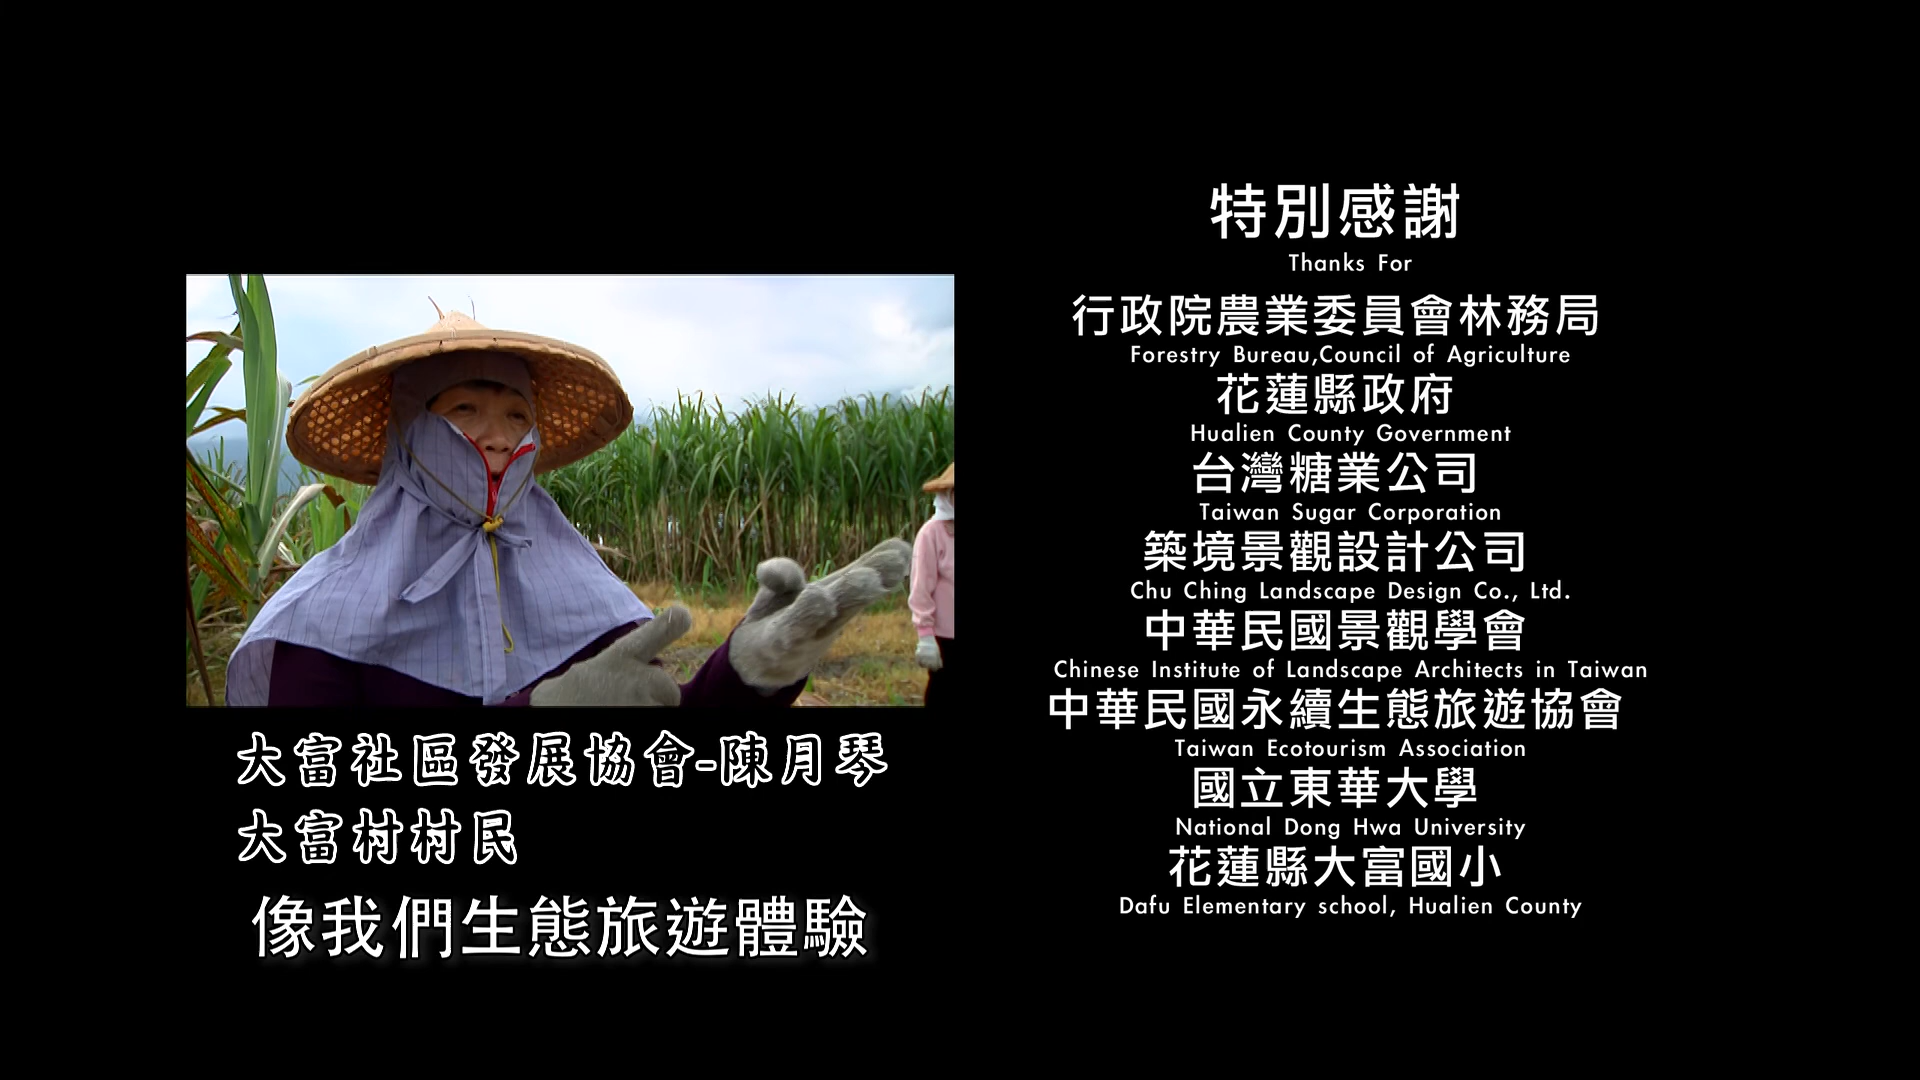 大富社區發展協會-陳月琴
大富村村民
像我們生態旅遊體驗
特別感謝
Thanks For
行政院農業委員會林務局
Forestry Bureau,Council of Agriculture
花蓮縣政府
Hualien County Government
台灣糖業公司
Taiwan Sugar Corporation
築境景觀設計公司
Chu Ching Landscape Design Co., Ltd.
中華民國景觀學會
Chinese Institute of Landscape Architects in Taiwan
中華民國永續生態旅遊協會
Taiwan Ecotourism Association
國立東華大學
National Dong Hwa University
花蓮縣大富國小
Dafu Elementary school, Hualien County